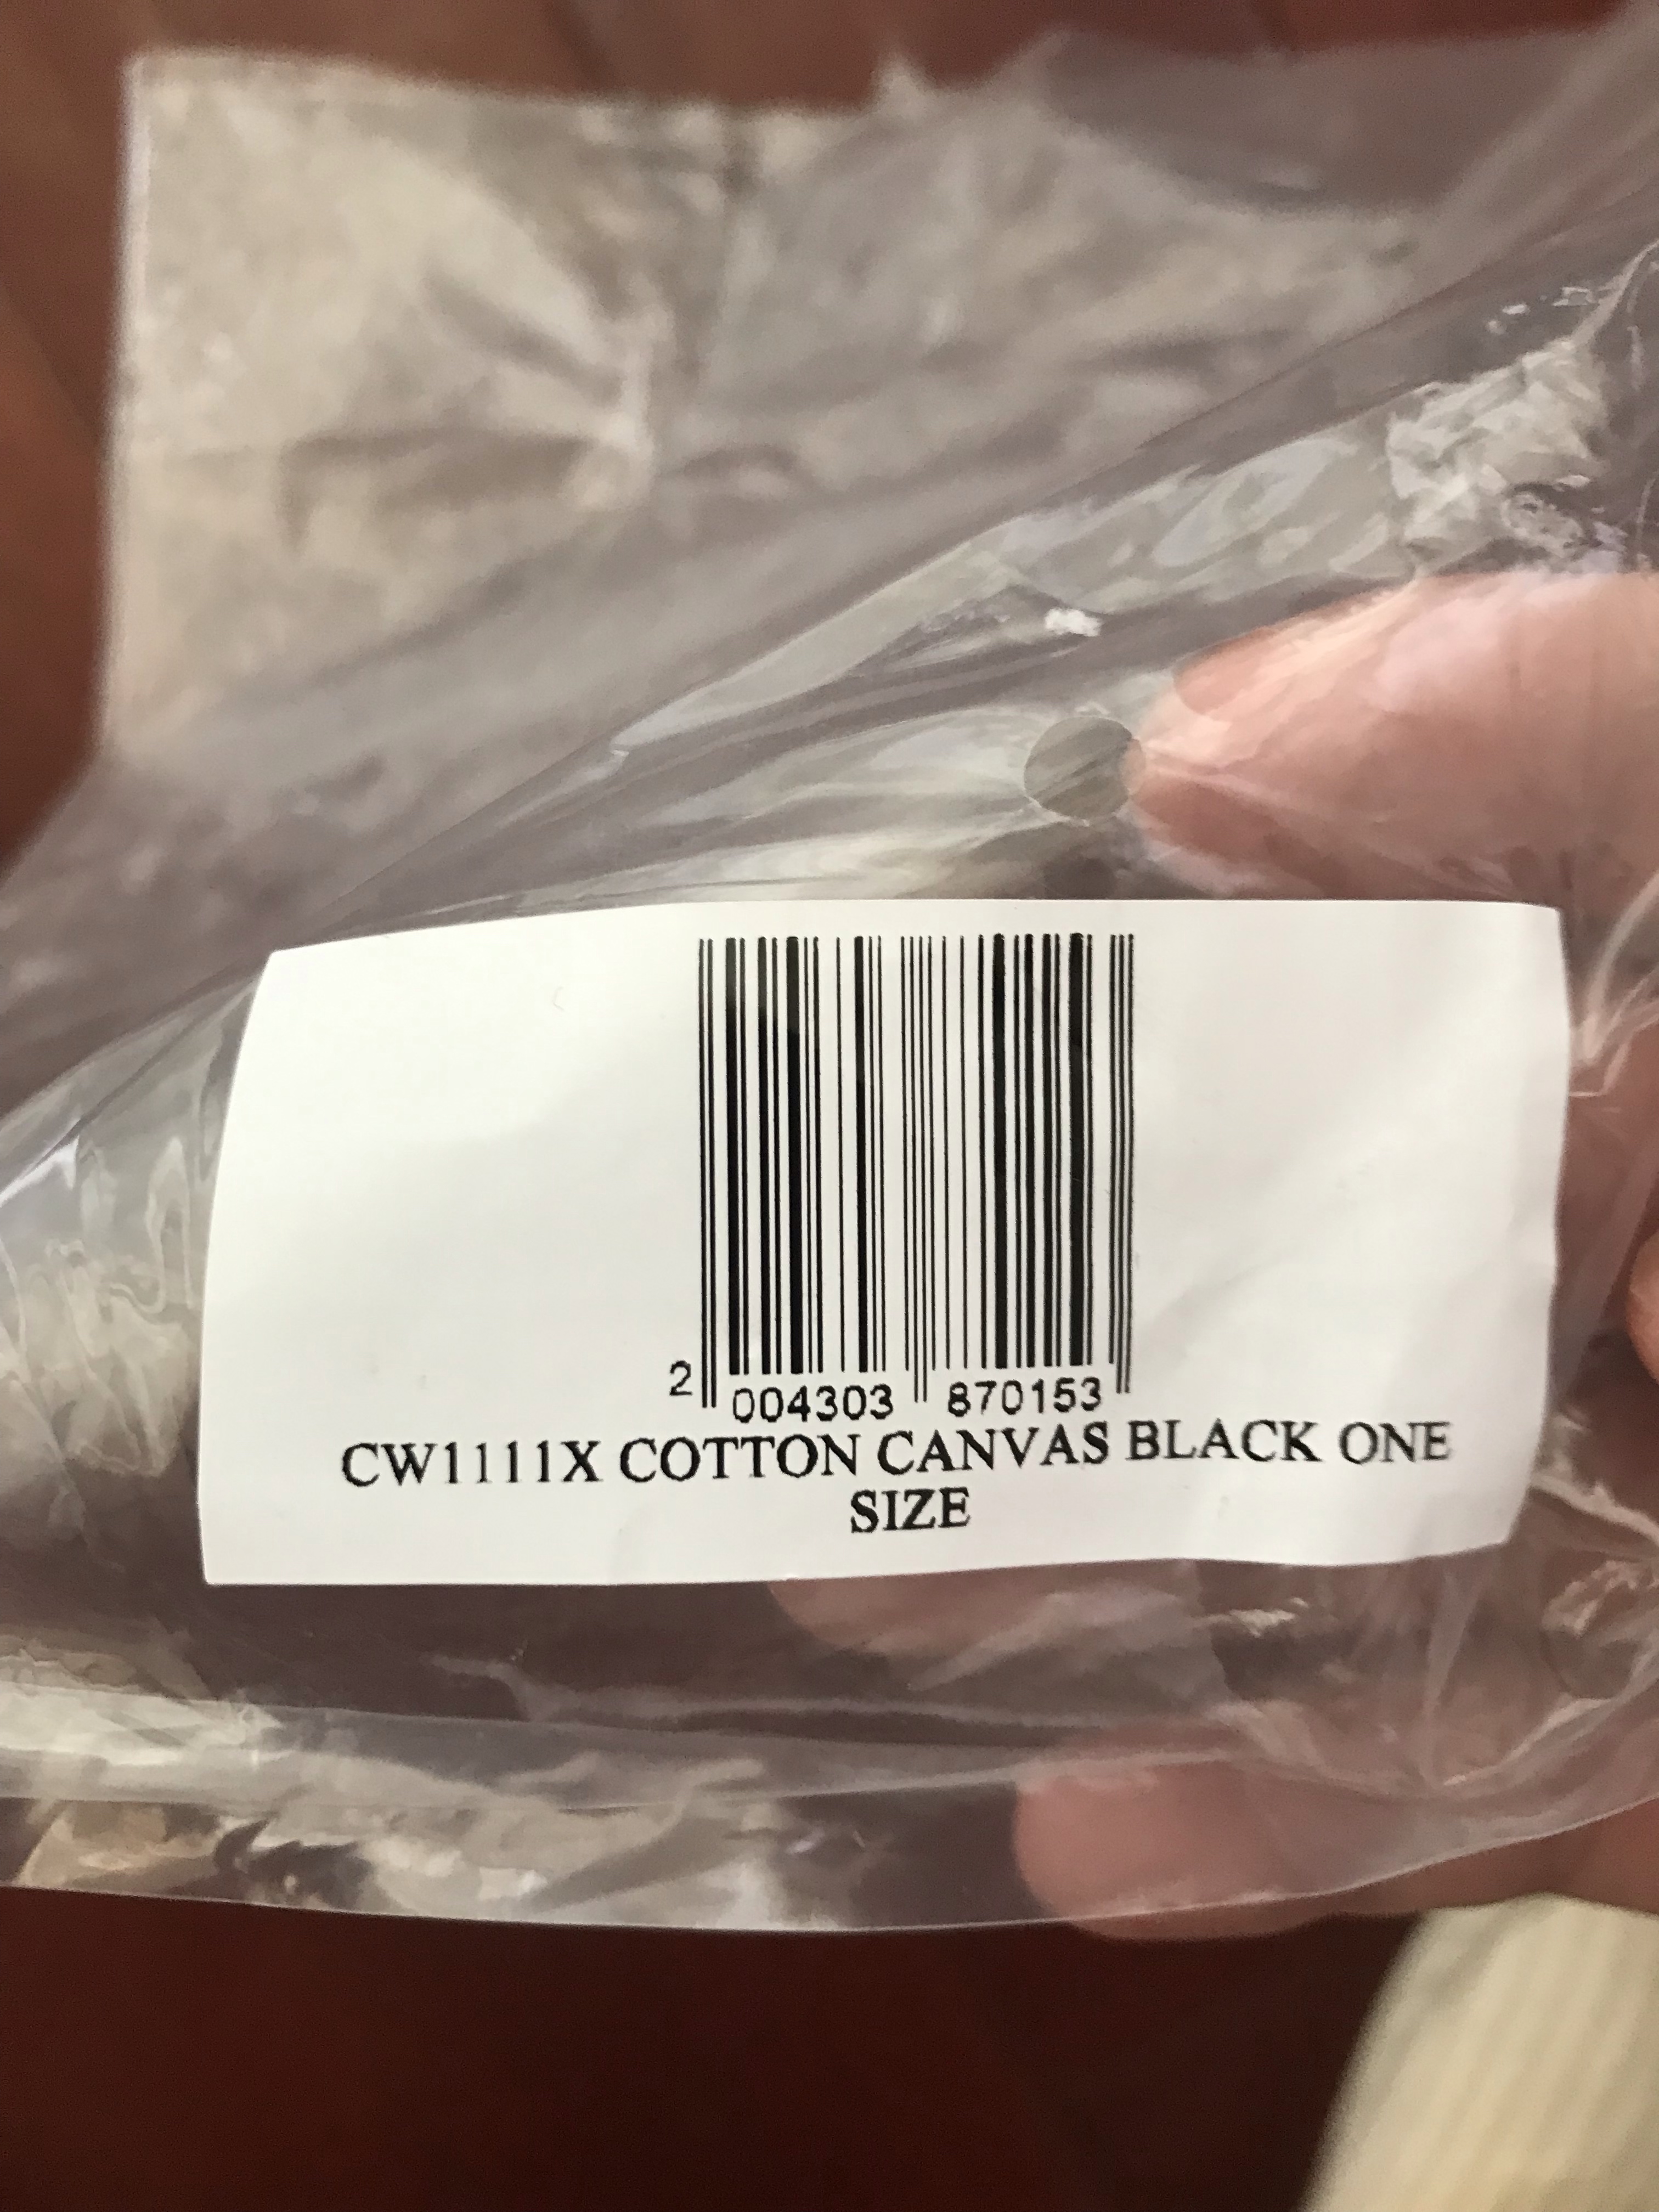 2 004303 870153
CW1111X COTTON CANVAS BLACK ONE
SIZE